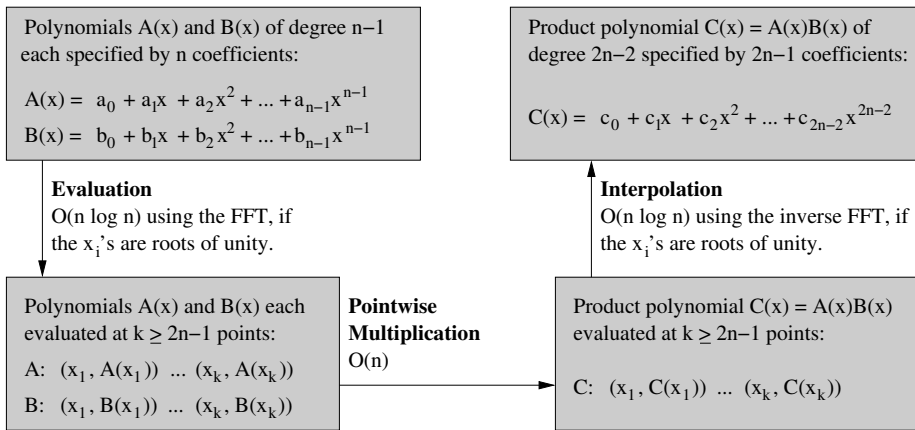 Polynomials A(x) and B(x) of degree n−1
each specified by n coefficients:
A(x) = a₀ + a₁x + a₂x² + ... + aₙ₋₁xⁿ⁻¹
B(x) = b₀ + b₁x + b₂x² + ... + bₙ₋₁xⁿ⁻¹
Product polynomial C(x) = A(x)B(x) of
degree 2n−2 specified by 2n−1 coefficients:
C(x) = c₀ + c₁x + c₂x² + ... + c₂ₙ₋₂x²ⁿ⁻²
Evaluation
O(n log n) using the FFT, if
the xᵢ's are roots of unity.
Interpolation
O(n log n) using the inverse FFT, if
the xᵢ's are roots of unity.
Polynomials A(x) and B(x) each
evaluated at k ≥ 2n−1 points:
A: (x₁, A(x₁)) ... (xₖ, A(xₖ))
B: (x₁, B(x₁)) ... (xₖ, B(xₖ))
Pointwise
Multiplication
O(n)
Product polynomial C(x) = A(x)B(x)
evaluated at k ≥ 2n−1 points:
C: (x₁, C(x₁)) ... (xₖ, C(xₖ))